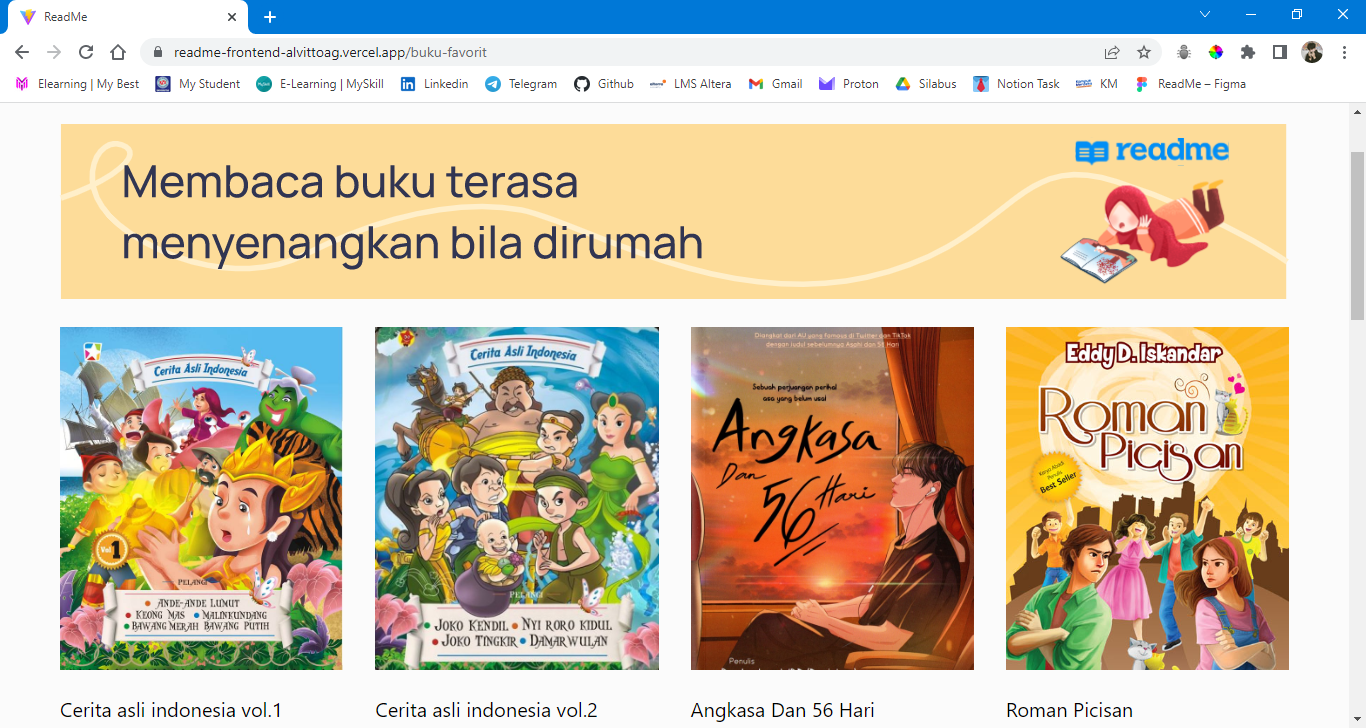 ReadMe
readme-frontend-alvittoag.vercel.app/buku-favorit
Elearning | My Best
My Student
E-Learning | MySkill
Linkedin
Telegram
Github
LMS Altera
Gmail
Proton
Silabus
Notion Task
KM
ReadMe – Figma
Membaca buku terasa
menyenangkan bila dirumah
readme
Cerita Asli Indonesia
Vol. 1
PELANGI
ANDE-ANDE LUMUT
KEONG MAS • MALINKUNDANG
BAWANG MERAH BAWANG PUTIH
Cerita Asli Indonesia
PELANGI
JOKO KENDIL • NYI RORO KIDUL
JOKO TINGKIR • DAMARWULAN
Diangkat dari AU yang famous di Twitter dan TikTok
dengan judul sebelumnya Asahi dan 56 Hari
Sebuah perjuangan perihal
asa yang belum usai
Angkasa
Dan
56 Hari
Penulis
Eddy D. Iskandar
Roman
Picisan
Karya Abadi
Penulis
Best Seller
Cerita asli indonesia vol.1
Cerita asli indonesia vol.2
Angkasa Dan 56 Hari
Roman Picisan